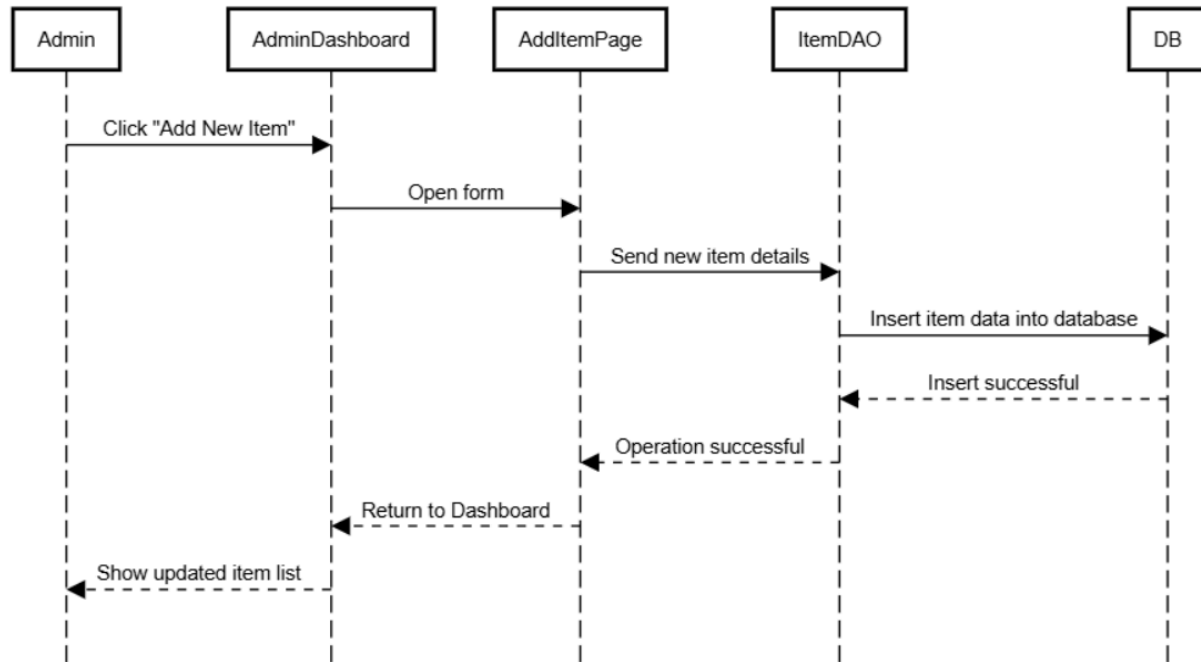 Admin
AdminDashboard
AddItemPage
ItemDAO
DB
Click "Add New Item"
Open form
Send new item details
Insert item data into database
Insert successful
Operation successful
Return to Dashboard
Show updated item list